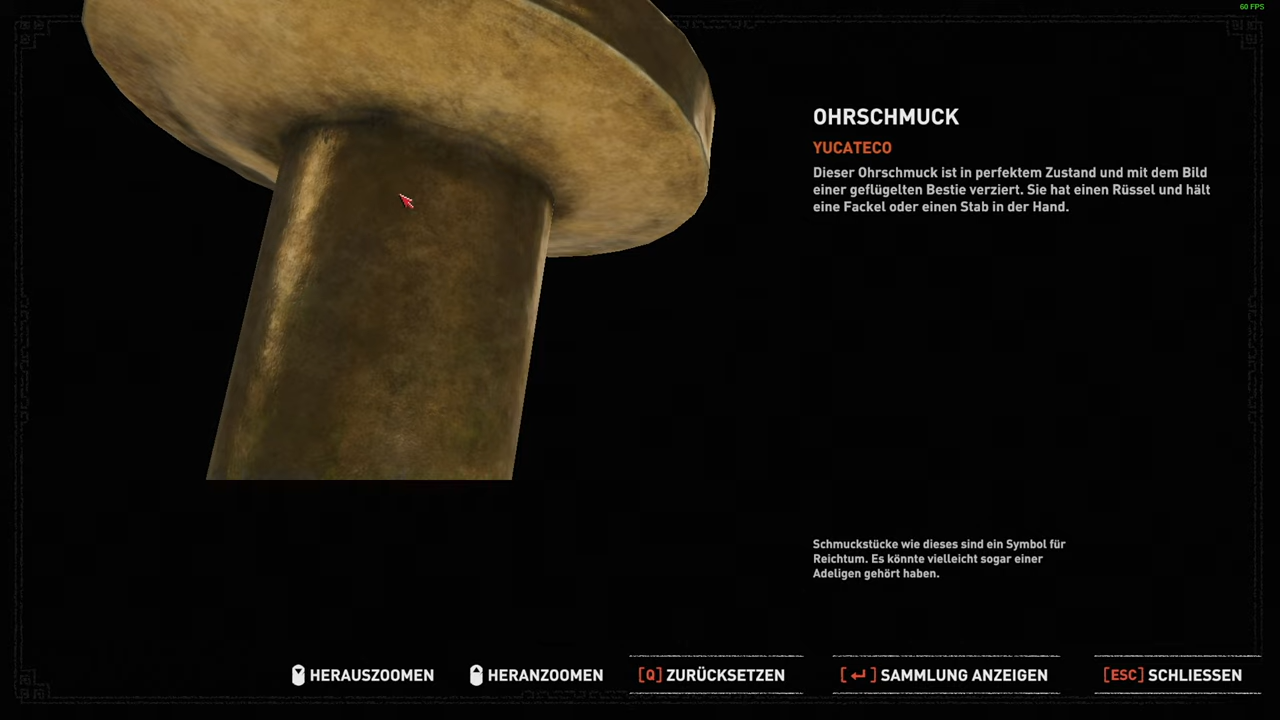 60 FPS
OHRSCHMUCK
YUCATECO
Dieser Ohrschmuck ist in perfektem Zustand und mit dem Bild
einer geflügelten Bestie verziert. Sie hat einen Rüssel und hält
eine Fackel oder einen Stab in der Hand.
Schmuckstücke wie dieses sind ein Symbol für
Reichtum. Es könnte vielleicht sogar einer
Adeligen gehört haben.
HERAUSZOOMEN HERANZOOMEN [Q] ZURÜCKSETZEN [↵] SAMMLUNG ANZEIGEN [ESC] SCHLIESSEN